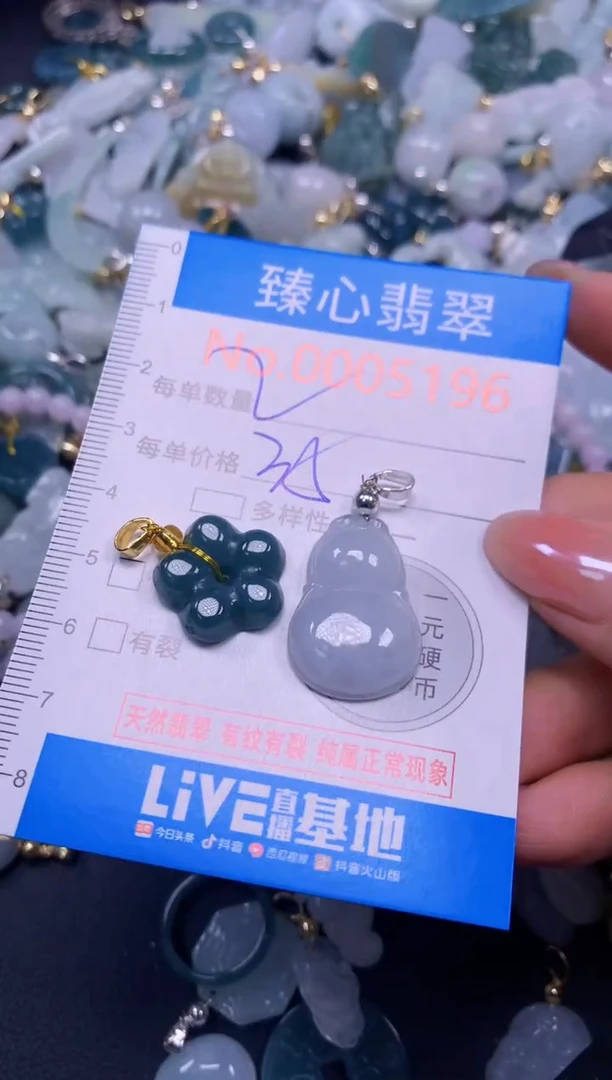 0
臻心翡翠
1
No.0005196
2
每单数量 2
3
每单价格 35
4
多样性
5
一元硬币
6
有裂
7
天然翡翠 有纹有裂 纯属正常现象
8
LiVE直播基地
今日头条 抖音 西瓜视频 抖音火山版